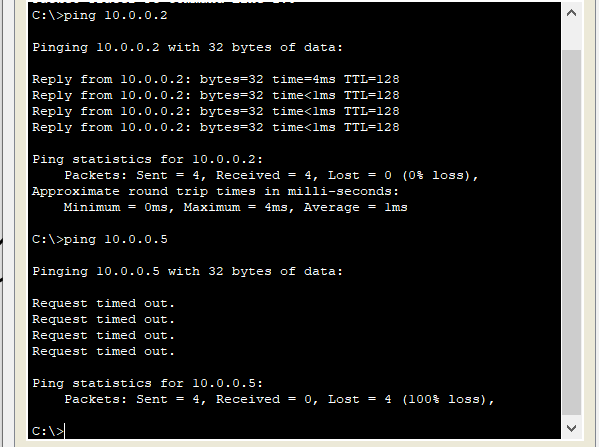 C:\>ping 10.0.0.2
Pinging 10.0.0.2 with 32 bytes of data:
Reply from 10.0.0.2: bytes=32 time=4ms TTL=128
Reply from 10.0.0.2: bytes=32 time<1ms TTL=128
Reply from 10.0.0.2: bytes=32 time<1ms TTL=128
Reply from 10.0.0.2: bytes=32 time<1ms TTL=128
Ping statistics for 10.0.0.2:
    Packets: Sent = 4, Received = 4, Lost = 0 (0% loss),
Approximate round trip times in milli-seconds:
    Minimum = 0ms, Maximum = 4ms, Average = 1ms
C:\>ping 10.0.0.5
Pinging 10.0.0.5 with 32 bytes of data:
Request timed out.
Request timed out.
Request timed out.
Request timed out.
Ping statistics for 10.0.0.5:
    Packets: Sent = 4, Received = 0, Lost = 4 (100% loss),
C:\>